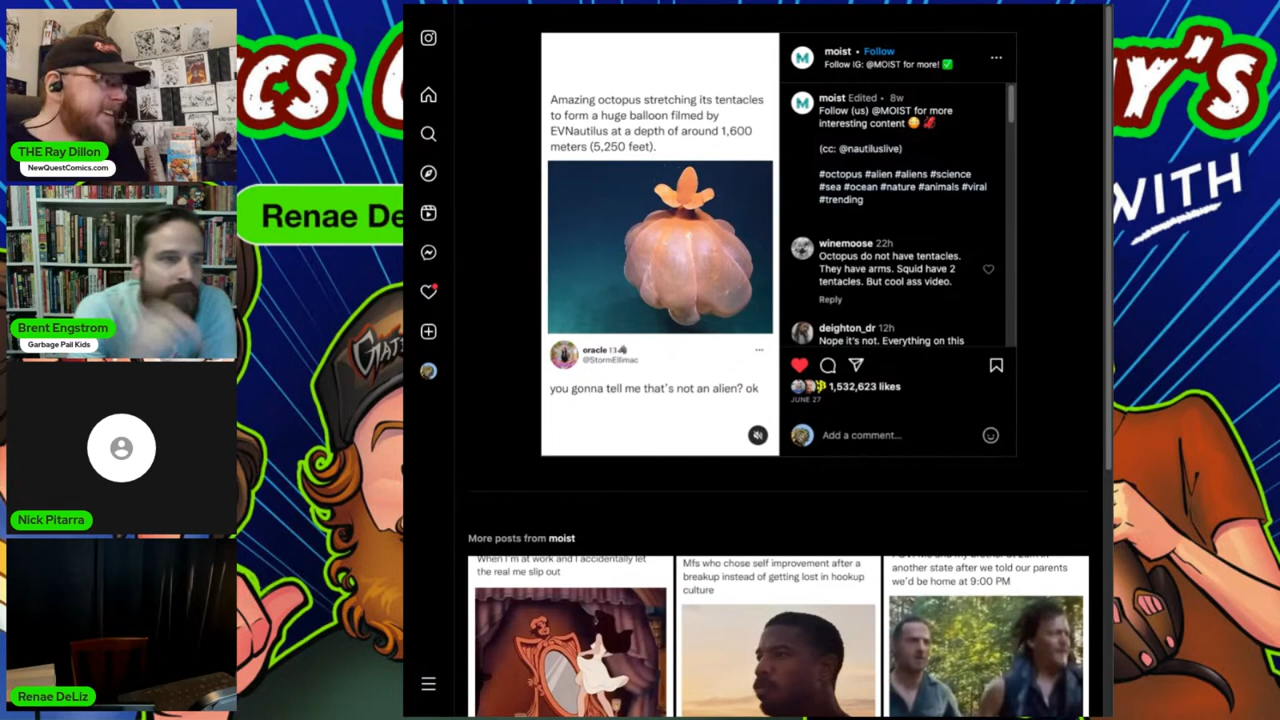 THE Ray Dillon
NewQuestComics.com
Brent Engstrom
Garbage Pail Kids
Nick Pitarra
Renae DeLiz
CS
Y'S
WITH
Renae De
Amazing octopus stretching its tentacles
to form a huge balloon filmed by
EVNautilus at a depth of around 1,600
meters (5,250 feet).
oracle 13
@StormEllimac
you gonna tell me that's not an alien? ok
M
moist • Follow
Follow IG: @MOIST for more! ✅
M
moist Edited • 8w
Follow (us) @MOIST for more
interesting content
(cc: @nautiluslive)
#octopus #alien #aliens #science
#sea #ocean #nature #animals #viral
#trending
winemoose 22h
Octopus do not have tentacles.
They have arms. Squid have 2
tentacles. But cool ass video.
Reply
deighton_dr 12h
Nope it's not. Everything on this
1,532,623 likes
JUNE 27
Add a comment...
More posts from moist
When I'm at work and I accidentally let
the real me slip out
Mfs who chose self improvement after a
breakup instead of getting lost in hookup
culture
another state after we told our parents
we'd be home at 9:00 PM